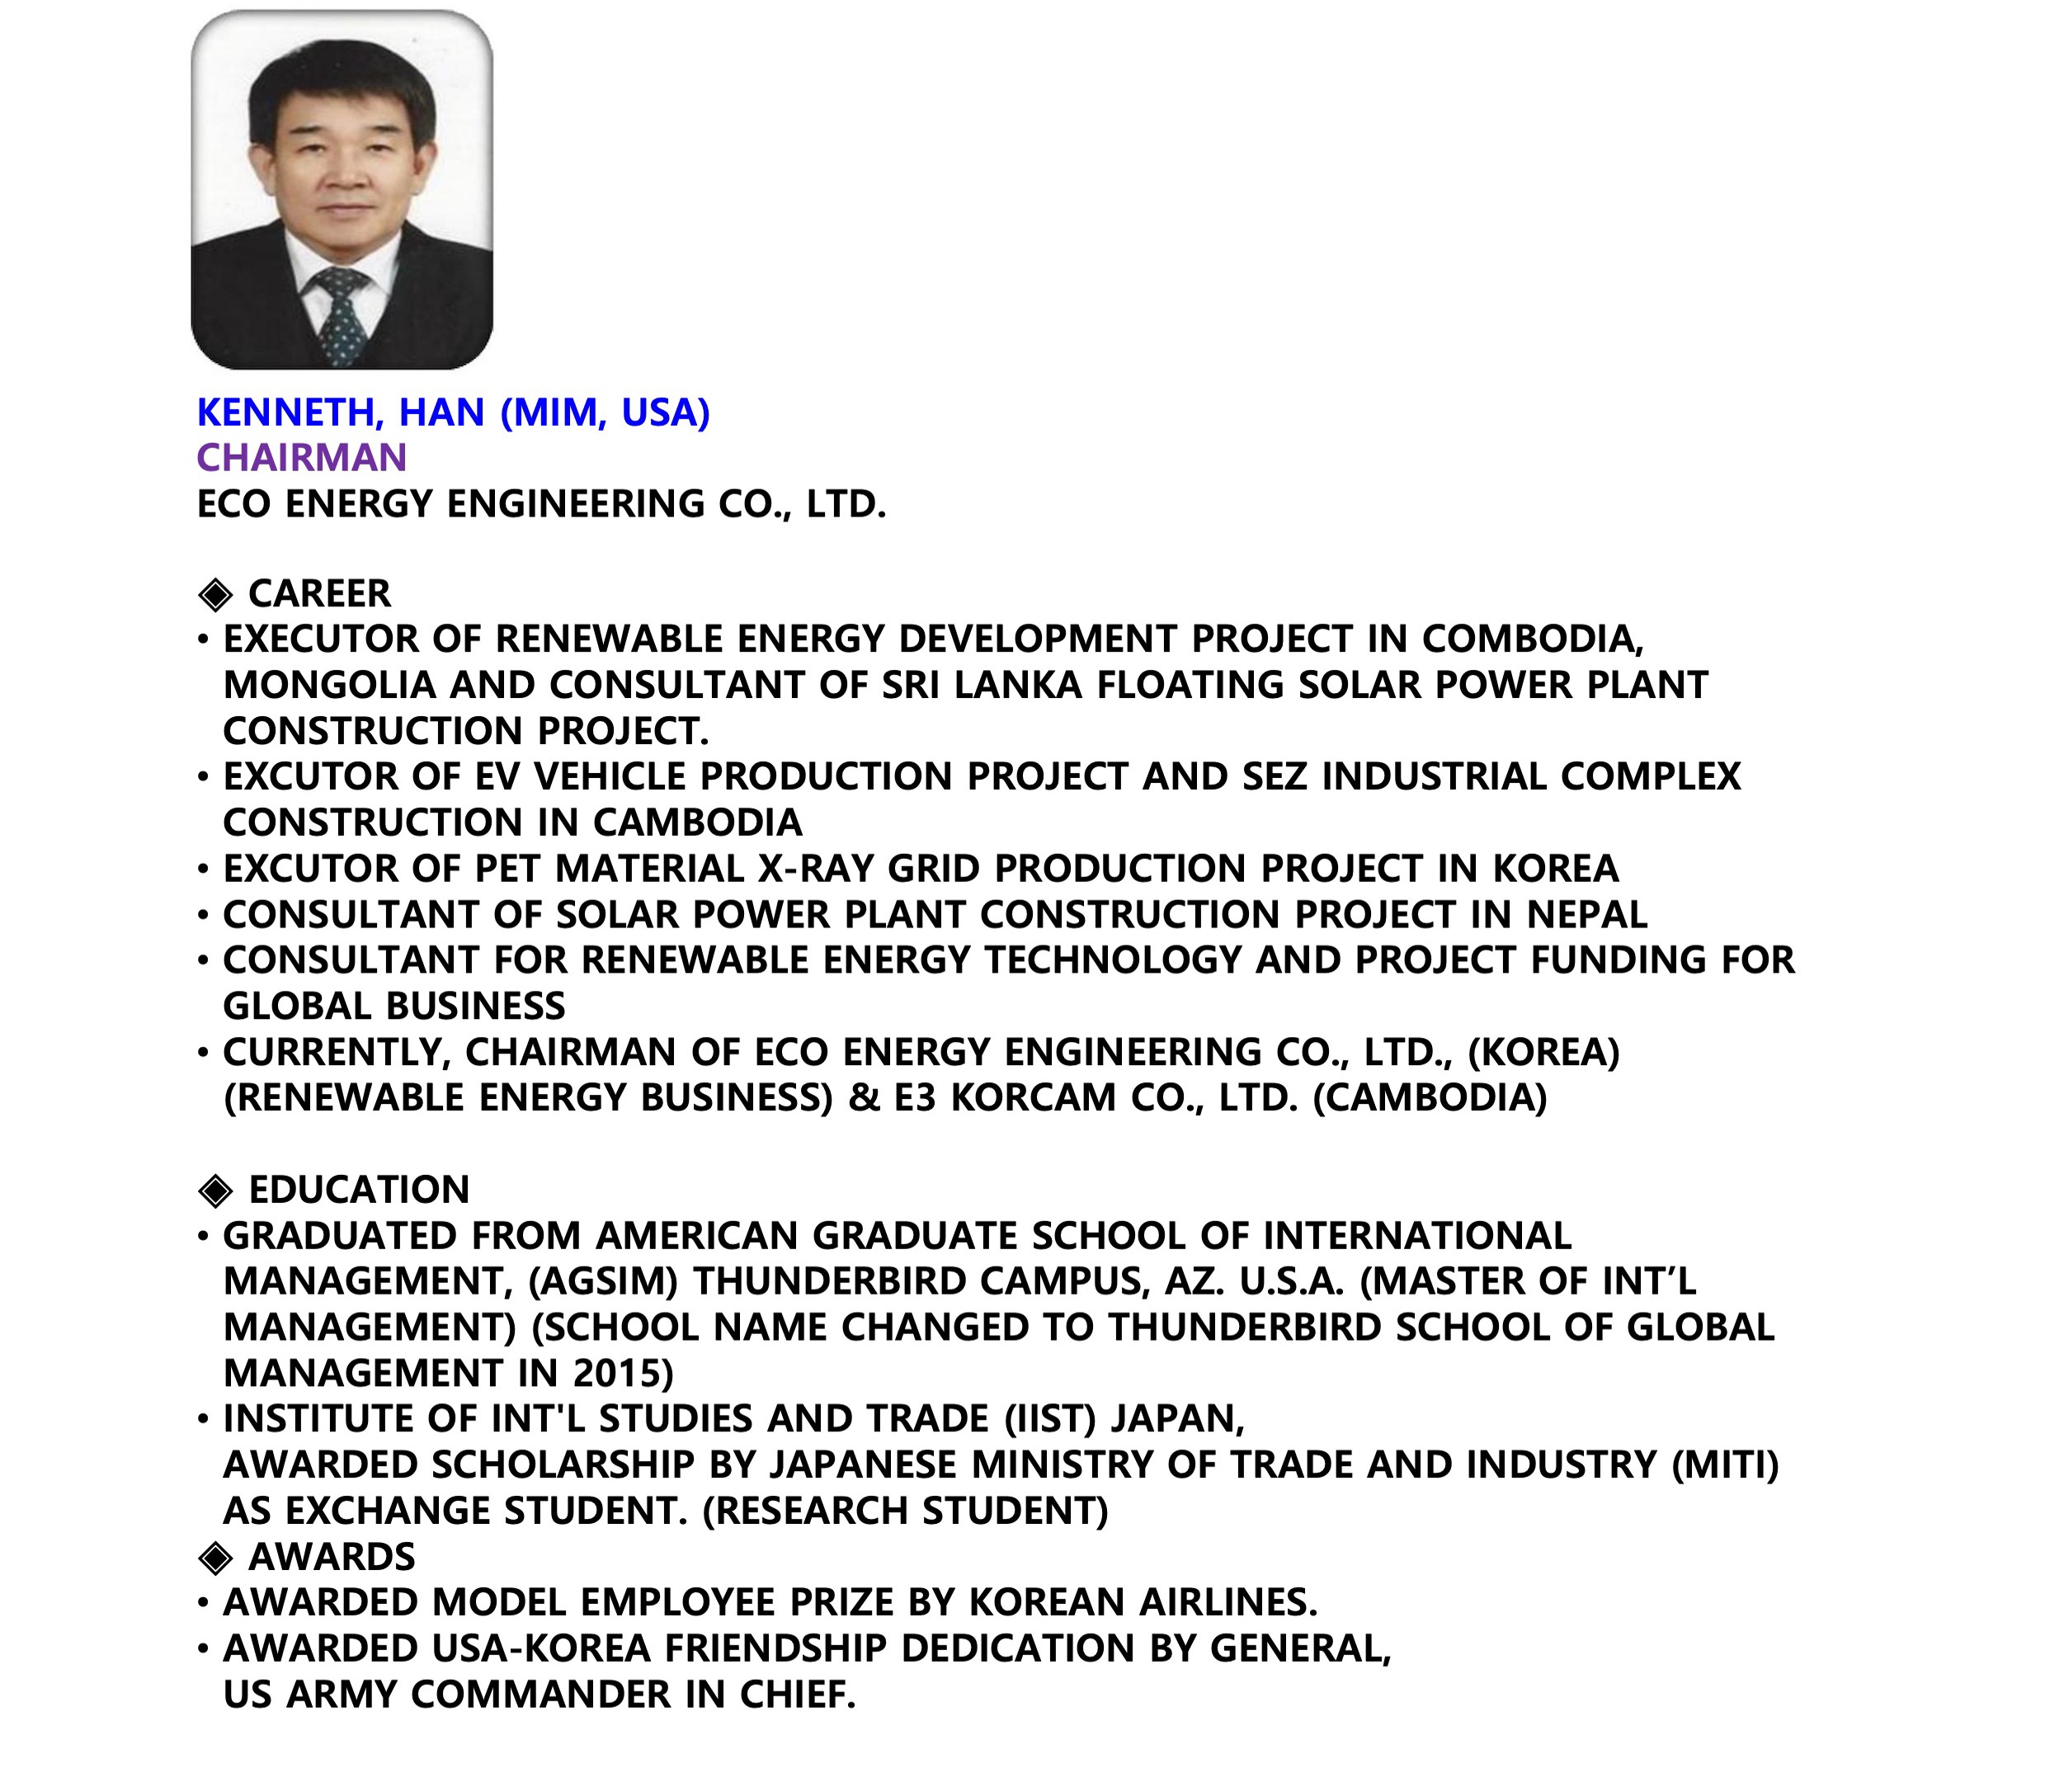 KENNETH, HAN (MIM, USA)
CHAIRMAN
ECO ENERGY ENGINEERING CO., LTD.
◈ CAREER
• EXECUTOR OF RENEWABLE ENERGY DEVELOPMENT PROJECT IN COMBODIA,
MONGOLIA AND CONSULTANT OF SRI LANKA FLOATING SOLAR POWER PLANT
CONSTRUCTION PROJECT.
• EXCUTOR OF EV VEHICLE PRODUCTION PROJECT AND SEZ INDUSTRIAL COMPLEX
CONSTRUCTION IN CAMBODIA
• EXCUTOR OF PET MATERIAL X-RAY GRID PRODUCTION PROJECT IN KOREA
• CONSULTANT OF SOLAR POWER PLANT CONSTRUCTION PROJECT IN NEPAL
• CONSULTANT FOR RENEWABLE ENERGY TECHNOLOGY AND PROJECT FUNDING FOR
GLOBAL BUSINESS
• CURRENTLY, CHAIRMAN OF ECO ENERGY ENGINEERING CO., LTD., (KOREA)
(RENEWABLE ENERGY BUSINESS) & E3 KORCAM CO., LTD. (CAMBODIA)
◈ EDUCATION
• GRADUATED FROM AMERICAN GRADUATE SCHOOL OF INTERNATIONAL
MANAGEMENT, (AGSIM) THUNDERBIRD CAMPUS, AZ. U.S.A. (MASTER OF INT’L
MANAGEMENT) (SCHOOL NAME CHANGED TO THUNDERBIRD SCHOOL OF GLOBAL
MANAGEMENT IN 2015)
• INSTITUTE OF INT'L STUDIES AND TRADE (IIST) JAPAN,
AWARDED SCHOLARSHIP BY JAPANESE MINISTRY OF TRADE AND INDUSTRY (MITI)
AS EXCHANGE STUDENT. (RESEARCH STUDENT)
◈ AWARDS
• AWARDED MODEL EMPLOYEE PRIZE BY KOREAN AIRLINES.
• AWARDED USA-KOREA FRIENDSHIP DEDICATION BY GENERAL,
US ARMY COMMANDER IN CHIEF.